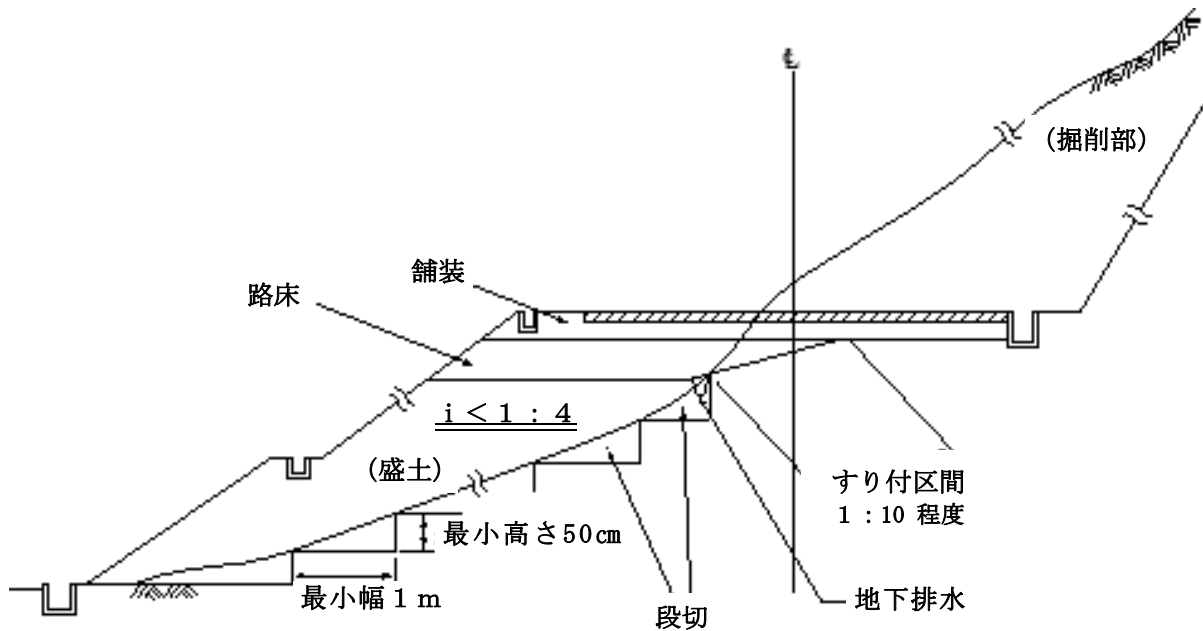 ℄
(掘削部)
舗装
路床
ｉ＜１：４
(盛土)
すり付区間
１：10 程度
最小高さ50㎝
最小幅１ｍ
段切
地下排水